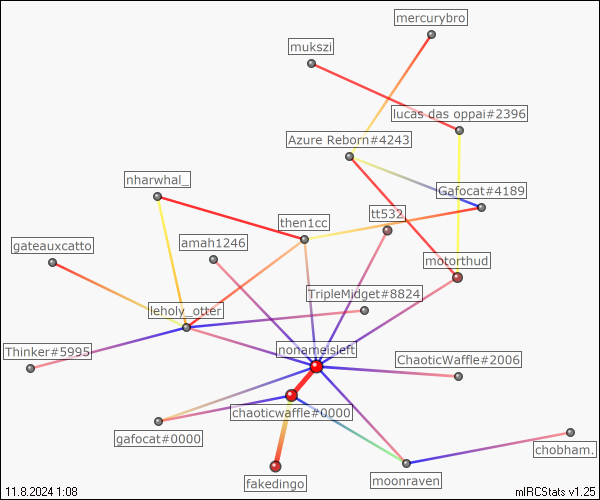 mercurybro
mukszi
lucas das oppai#2396
Azure Reborn#4243
nharwhal_
Gafocat#4189
tt532
then1cc
gateauxcatto
amah1246
motorthud
TripleMidget#8824
leholy_otter
Thinker#5995
nonameisleft
ChaoticWaffle#2006
chaoticwaffle#0000
gafocat#0000
chobham.
fakedingo
moonraven
11.8.2024 1:08
mIRCStats v1.25